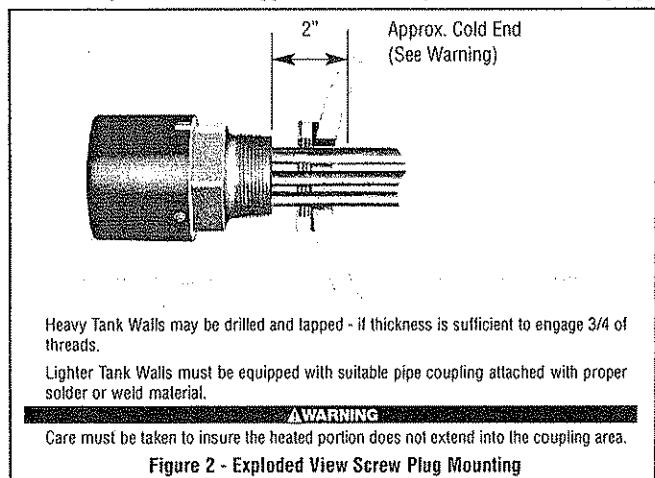 2"
Approx. Cold End
(See Warning)
Heavy Tank Walls may be drilled and tapped - if thickness is sufficient to engage 3/4 of
threads.
Lighter Tank Walls must be equipped with suitable pipe coupling attached with proper
solder or weld material.
WARNING
Care must be taken to insure the heated portion does not extend into the coupling area.
Figure 2 - Exploded View Screw Plug Mounting